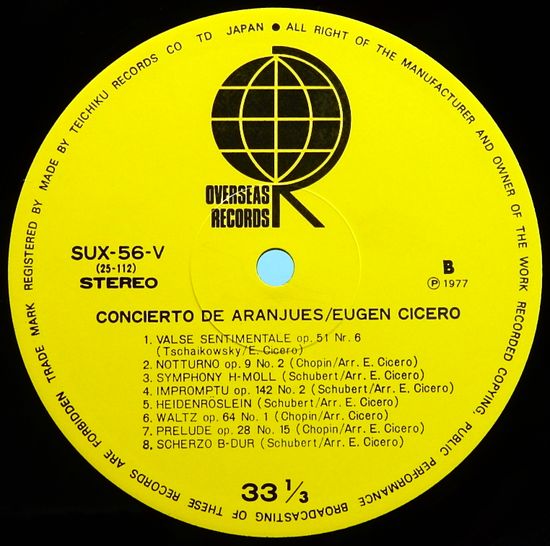 TRADE MARK REGISTERED BY MADE BY TEICHIKU RECORDS CO TD JAPAN ● ALL RIGHT OF THE MANUFACTURER AND OWNER OF THE WORK RECORDED COPYING, PUBLIC PERFORMANCE BROADCASTING OF THESE RECORDS ARE FORBIDDEN
R
OVERSEAS
RECORDS
SUX-56-V
(25-112)
STEREO
B
Ⓟ 1977
CONCIERTO DE ARANJUES/EUGEN CICERO
1. VALSE SENTIMENTALE op. 51 Nr. 6
(Tschaikowsky/E. Cicero)
2. NOTTURNO op. 9 No. 2 (Chopin/Arr. E. Cicero)
3. SYMPHONY H-MOLL (Schubert/Arr. E. Cicero)
4. IMPROMPTU op. 142 No. 2 (Schubert/Arr. E. Cicero)
5. HEIDENRÖSLEIN (Schubert/Arr. E. Cicero)
6. WALTZ op. 64 No. 1 (Chopin/Arr. E. Cicero)
7. PRELUDE op. 28 No. 15 (Chopin/Arr. E. Cicero)
8. SCHERZO B-DUR (Schubert/Arr. E. Cicero)
33 1/3